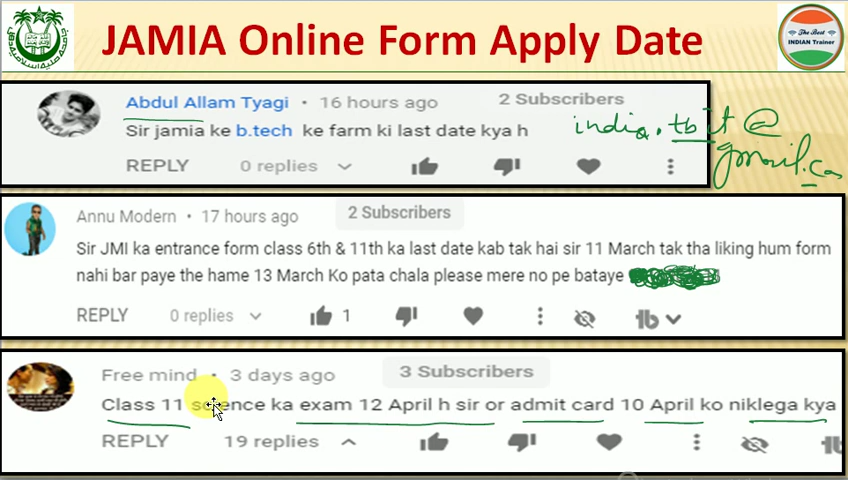 JAMIA Online Form Apply Date
The Best
INDIAN Trainer
Abdul Allam Tyagi • 16 hours ago 2 Subscribers
Sir jamia ke b.tech ke farm ki last date kya h
india.tbit@
gmail.co
REPLY 0 replies
Annu Modern • 17 hours ago 2 Subscribers
Sir JMI ka entrance form class 6th & 11th ka last date kab tak hai sir 11 March tak tha liking hum form
nahi bar paye the hame 13 March Ko pata chala please mere no pe bataye
REPLY 0 replies 1
Free mind • 3 days ago 3 Subscribers
Class 11 science ka exam 12 April h sir or admit card 10 April ko niklega kya
REPLY 19 replies